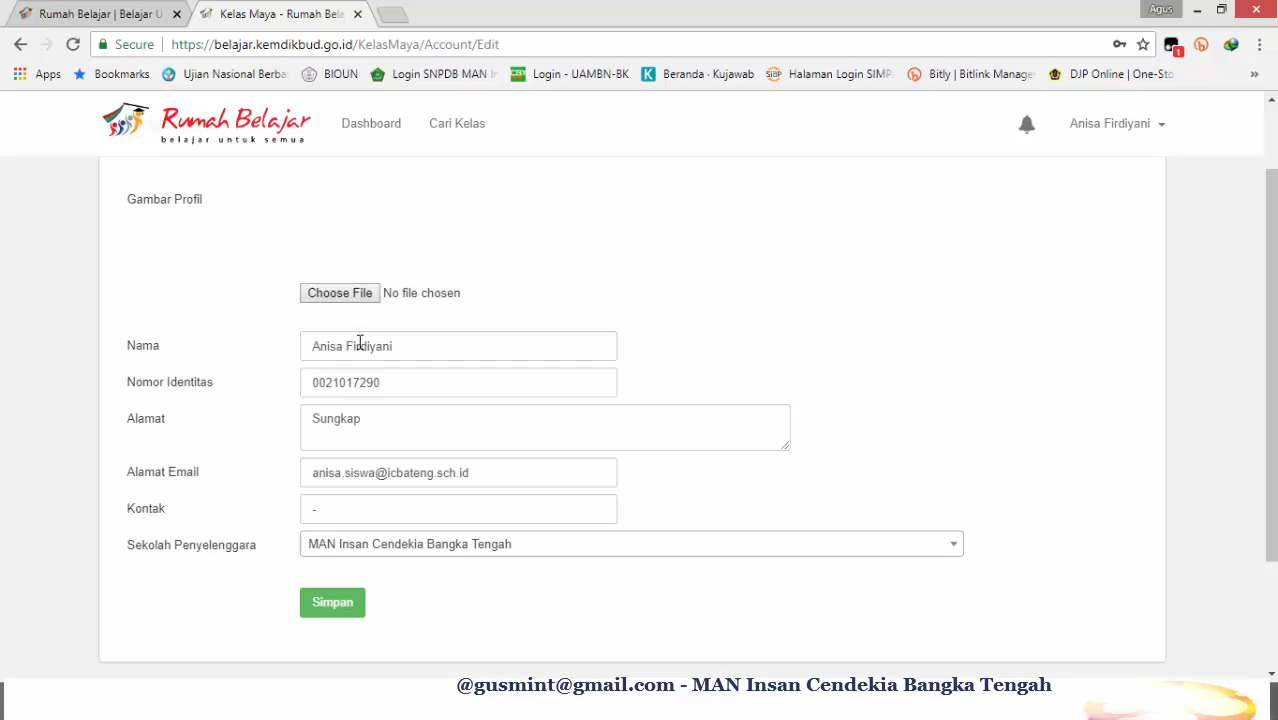 Rumah Belajar | Belajar U
Kelas Maya - Rumah Bela
Agus
Secure
https://belajar.kemdikbud.go.id/KelasMaya/Account/Edit
1
Apps
Bookmarks
Ujian Nasional Berba
BIOUN
Login SNPDB MAN I
Login - UAMBN-BK
Beranda · Kujawab
Halaman Login SIMP
Bitly | Bitlink Manage
DJP Online | One-Sto
»
Rumah Belajar
belajar untuk semua
Dashboard
Cari Kelas
Anisa Firdiyani
Gambar Profil
Choose File No file chosen
Nama
Anisa Firdiyani
Nomor Identitas
0021017290
Alamat
Sungkap
Alamat Email
anisa.siswa@icbateng.sch.id
Kontak
-
Sekolah Penyelenggara
MAN Insan Cendekia Bangka Tengah
Simpan
@gusmint@gmail.com - MAN Insan Cendekia Bangka Tengah